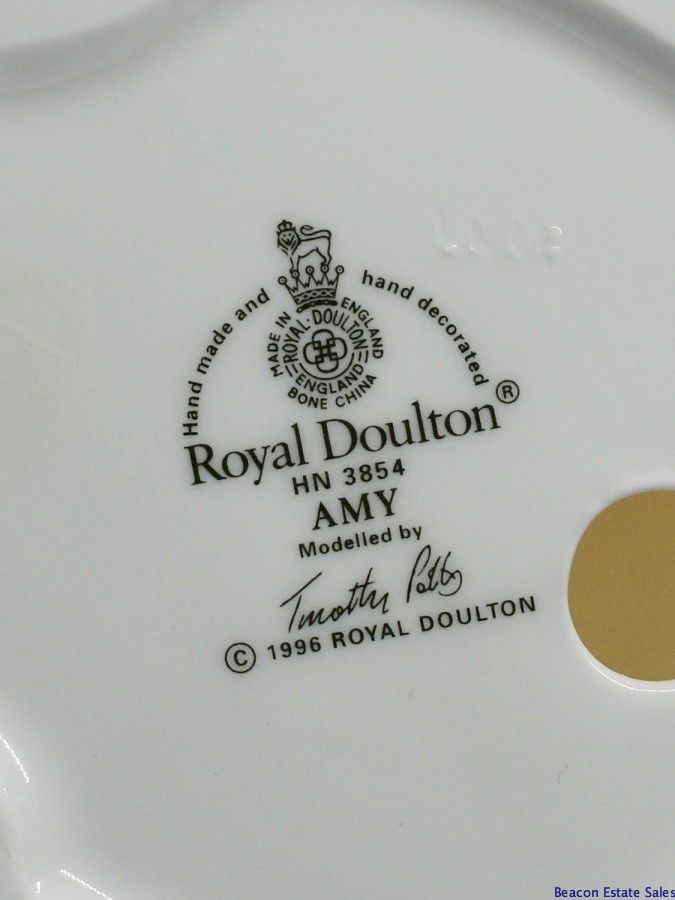 Hand made and hand decorated
MADE IN ENGLAND
ROYAL·DOULTON
ENGLAND
BONE CHINA
Royal Doulton®
HN 3854
AMY
Modelled by
Timothy Potts
© 1996 ROYAL DOULTON
Beacon Estate Sales